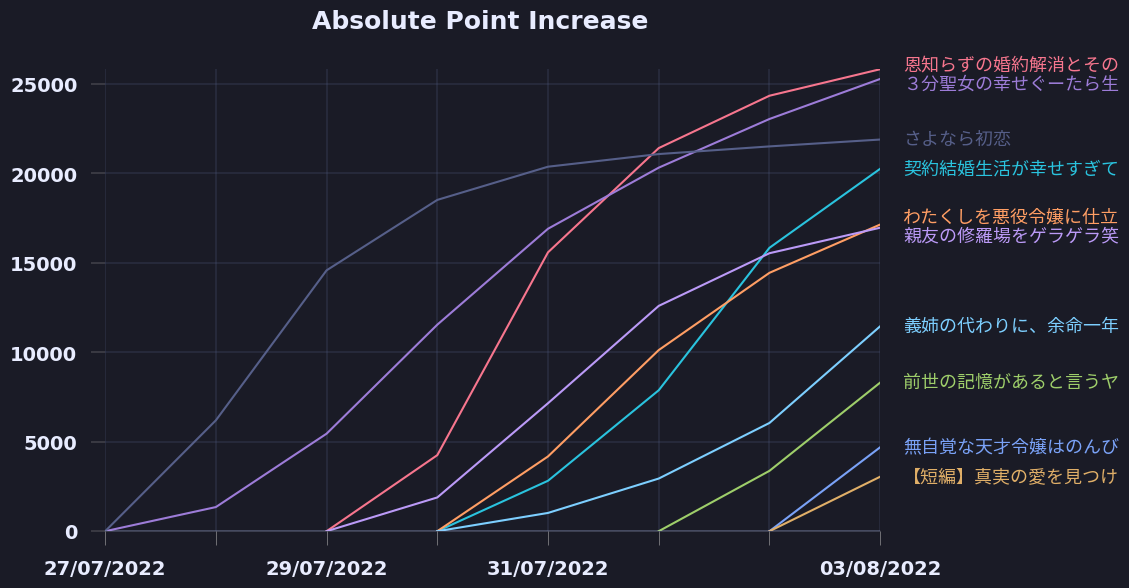 Absolute Point Increase
25000
20000
15000
10000
5000
0
27/07/2022
29/07/2022
31/07/2022
03/08/2022
恩知らずの婚約解消とその
３分聖女の幸せぐーたら生
さよなら初恋
契約結婚生活が幸せすぎて
わたくしを悪役令嬢に仕立
親友の修羅場をゲラゲラ笑
義姉の代わりに、余命一年
前世の記憶があると言うヤ
無自覚な天才令嬢はのんび
【短編】真実の愛を見つけ